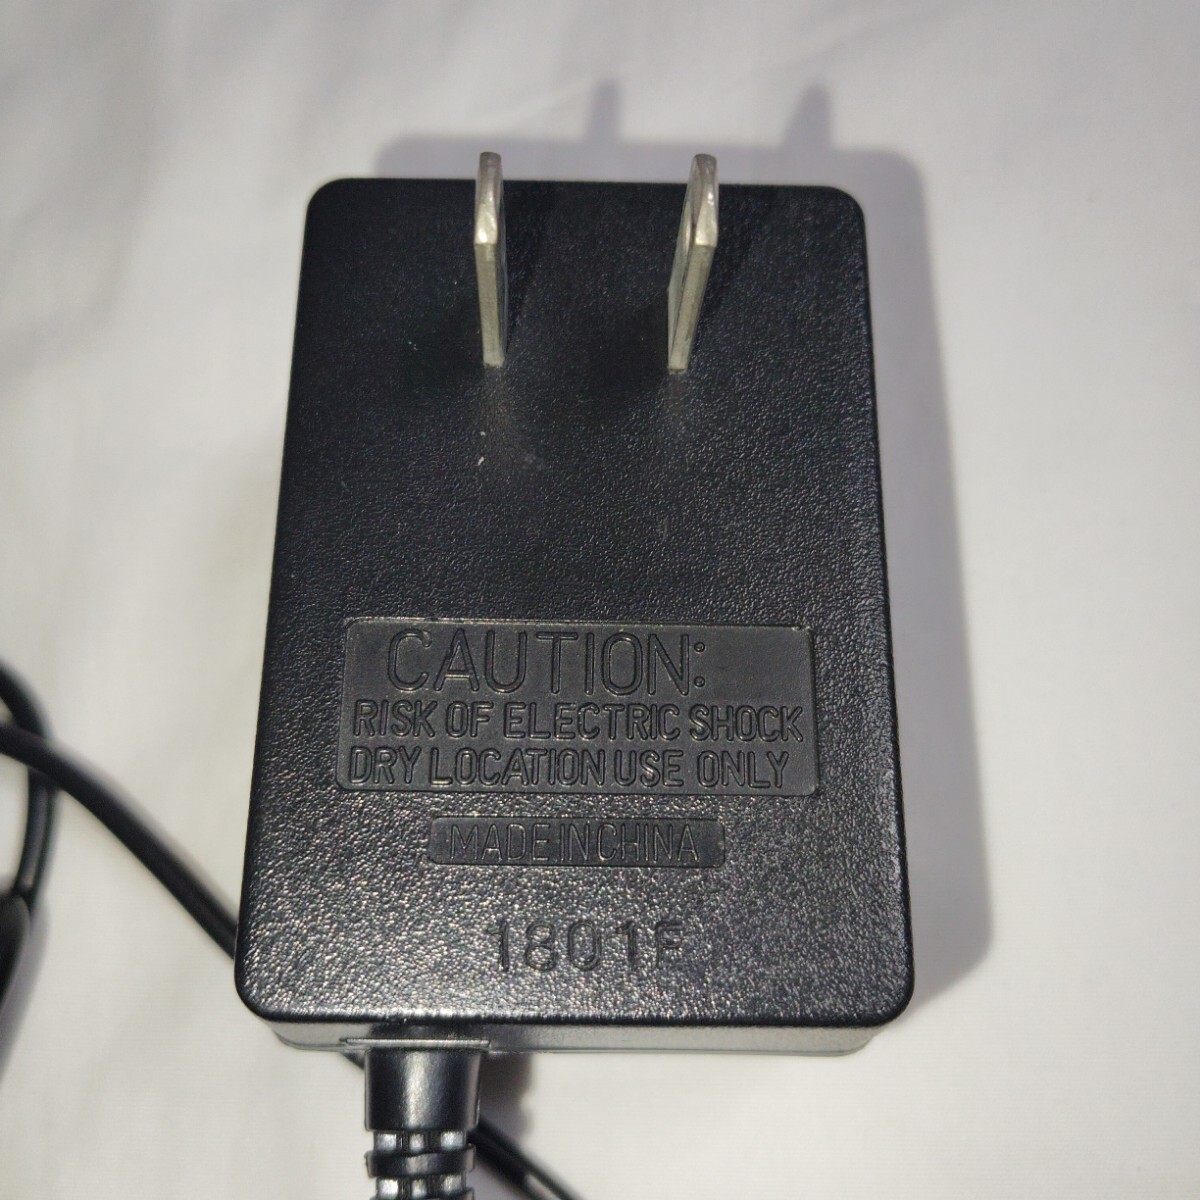 CAUTION:
RISK OF ELECTRIC SHOCK
DRY LOCATION USE ONLY
MADE IN CHINA
1801E